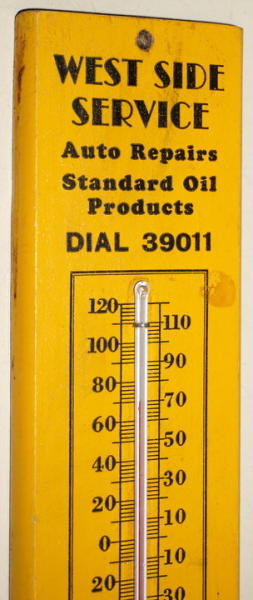 WEST SIDE
SERVICE
Auto Repairs
Standard Oil
Products
DIAL 39011
120
110
100
90
80
70
60
50
40
30
20
10
0
10
20
30